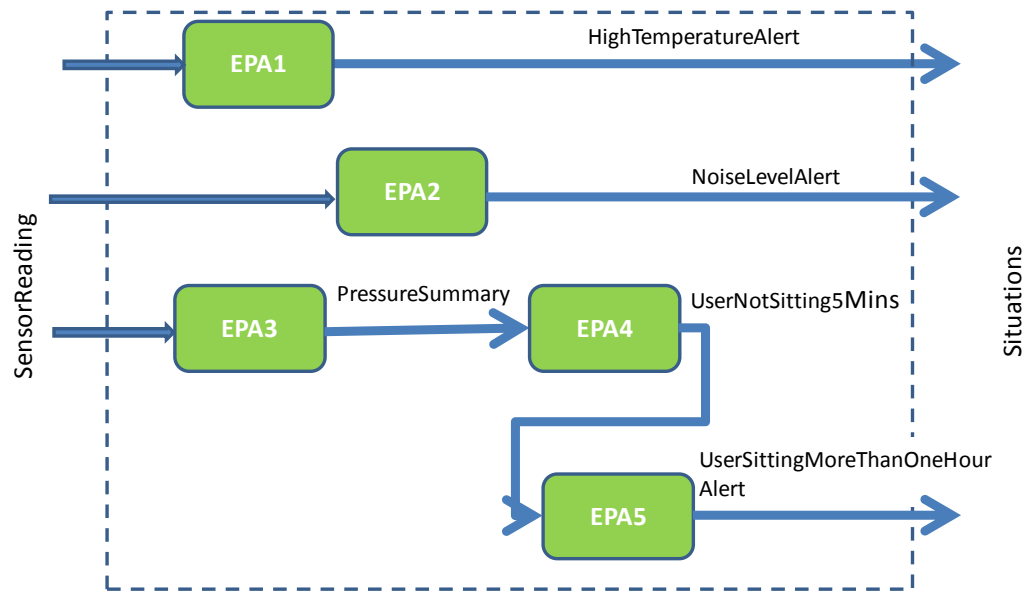 HighTemperatureAlert
EPA1
NoiseLevelAlert
EPA2
SensorReading
PressureSummary
UserNotSitting5Mins
EPA3
EPA4
Situations
UserSittingMoreThanOneHour
Alert
EPA5